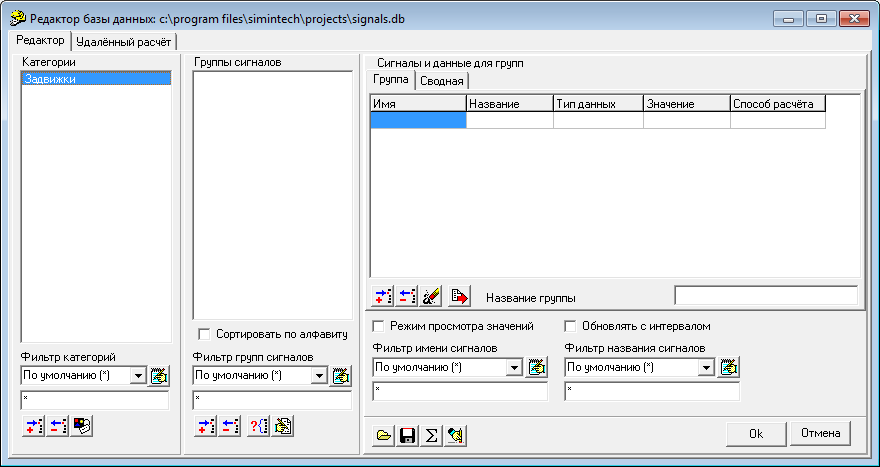 Редактор базы данных: c:\program files\simintech\projects\signals.db
Редактор Удалённый расчёт
Категории
Задвижки
Фильтр категорий
По умолчанию (*)
*
Группы сигналов
Сортировать по алфавиту
Фильтр групп сигналов
По умолчанию (*)
*
Сигналы и данные для групп
Группа Сводная
Имя Название Тип данных Значение Способ расчёта
Название группы
Режим просмотра значений Обновлять с интервалом
Фильтр имени сигналов Фильтр названия сигналов
По умолчанию (*) По умолчанию (*)
* *
Ok Отмена